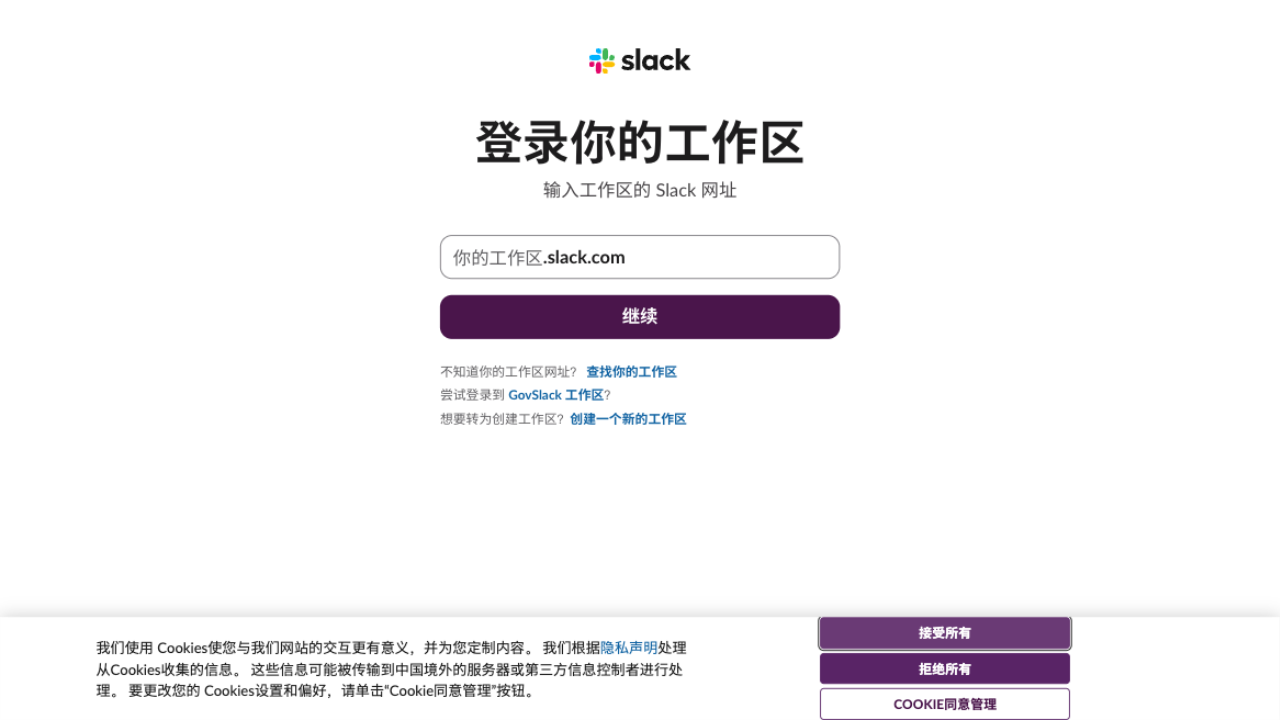 slack
登录你的工作区
输入工作区的 Slack 网址
你的工作区.slack.com
继续
不知道你的工作区网址? 查找你的工作区
尝试登录到 GovSlack 工作区?
想要转为创建工作区? 创建一个新的工作区
我们使用 Cookies使您与我们网站的交互更有意义，并为您定制内容。 我们根据隐私声明处理
从Cookies收集的信息。 这些信息可能被传输到中国境外的服务器或第三方信息控制者进行处
理。 要更改您的 Cookies设置和偏好，请单击“Cookie同意管理”按钮。
接受所有
拒绝所有
COOKIE同意管理